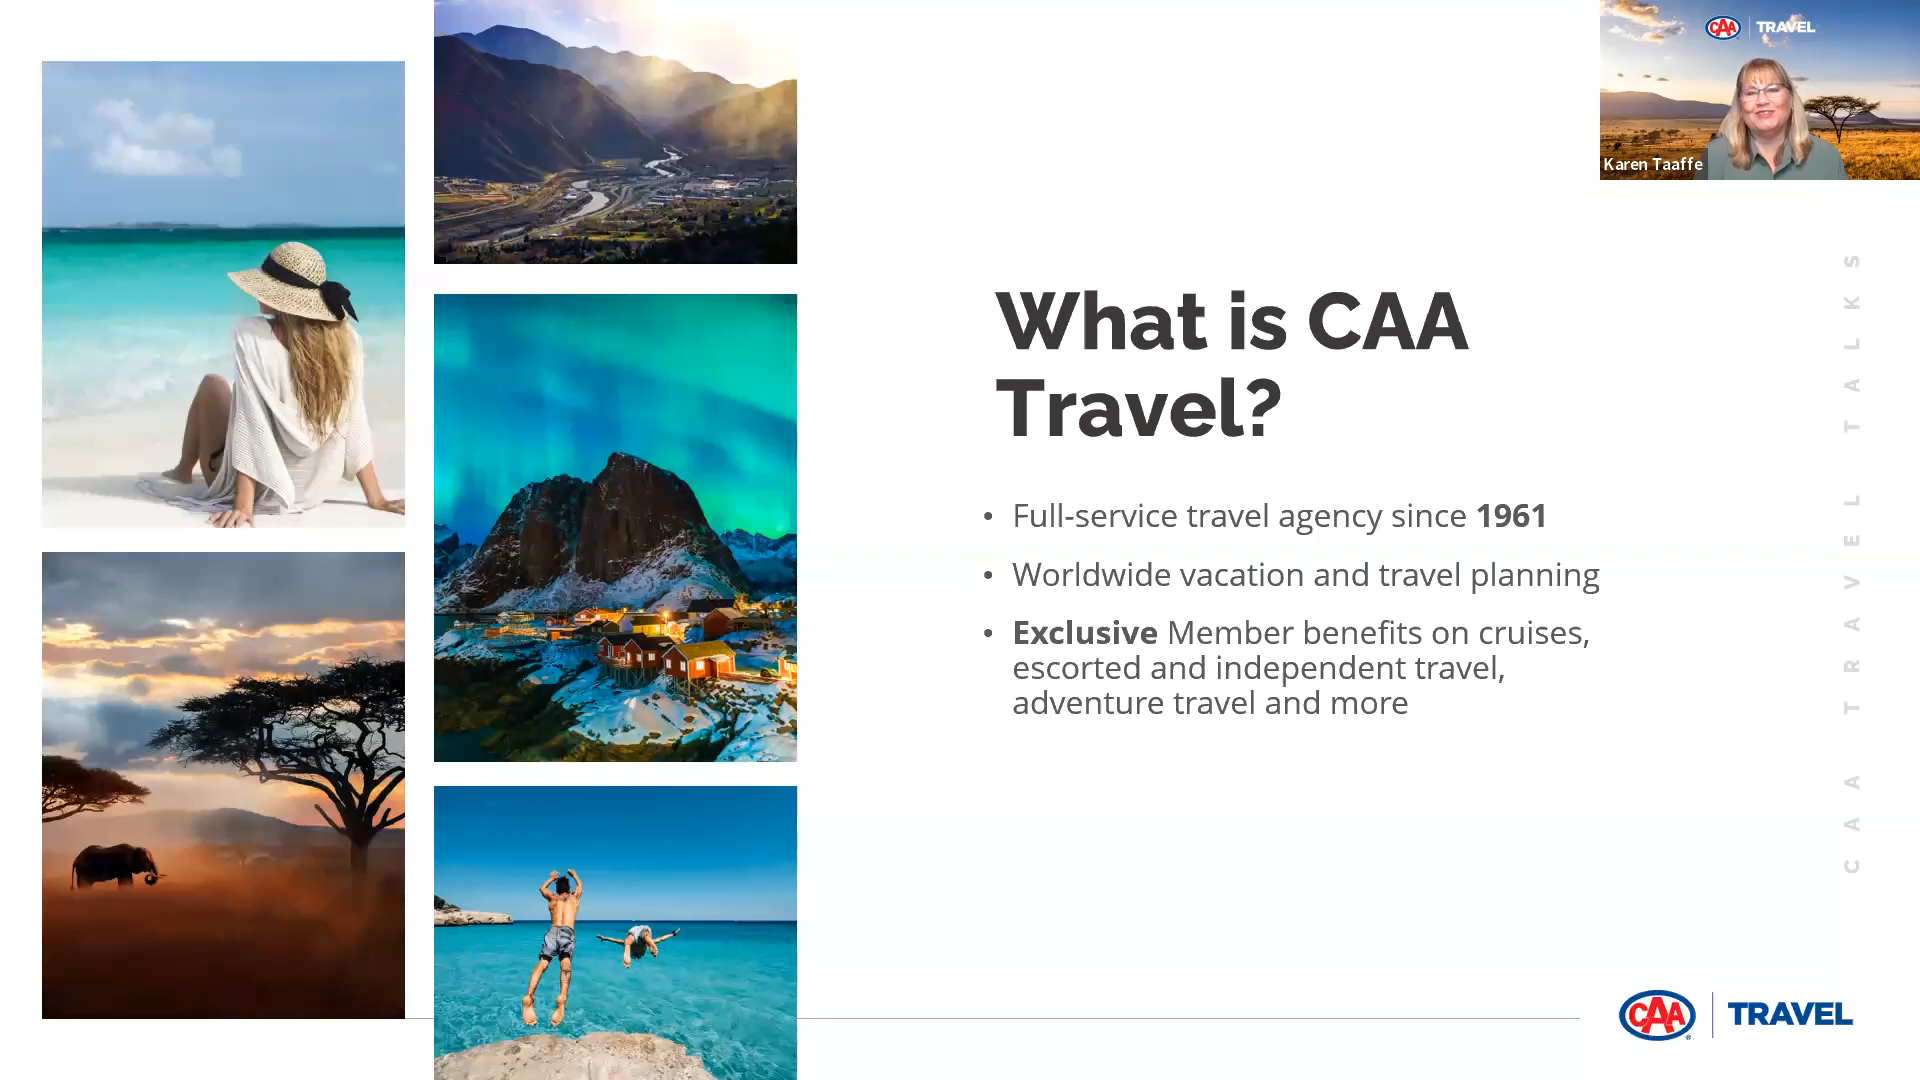 CAA TRAVEL
Karen Taaffe
What is CAA
Travel?
• Full-service travel agency since 1961
• Worldwide vacation and travel planning
• Exclusive Member benefits on cruises,
escorted and independent travel,
adventure travel and more
CAA TRAVEL TALKS
CAA TRAVEL